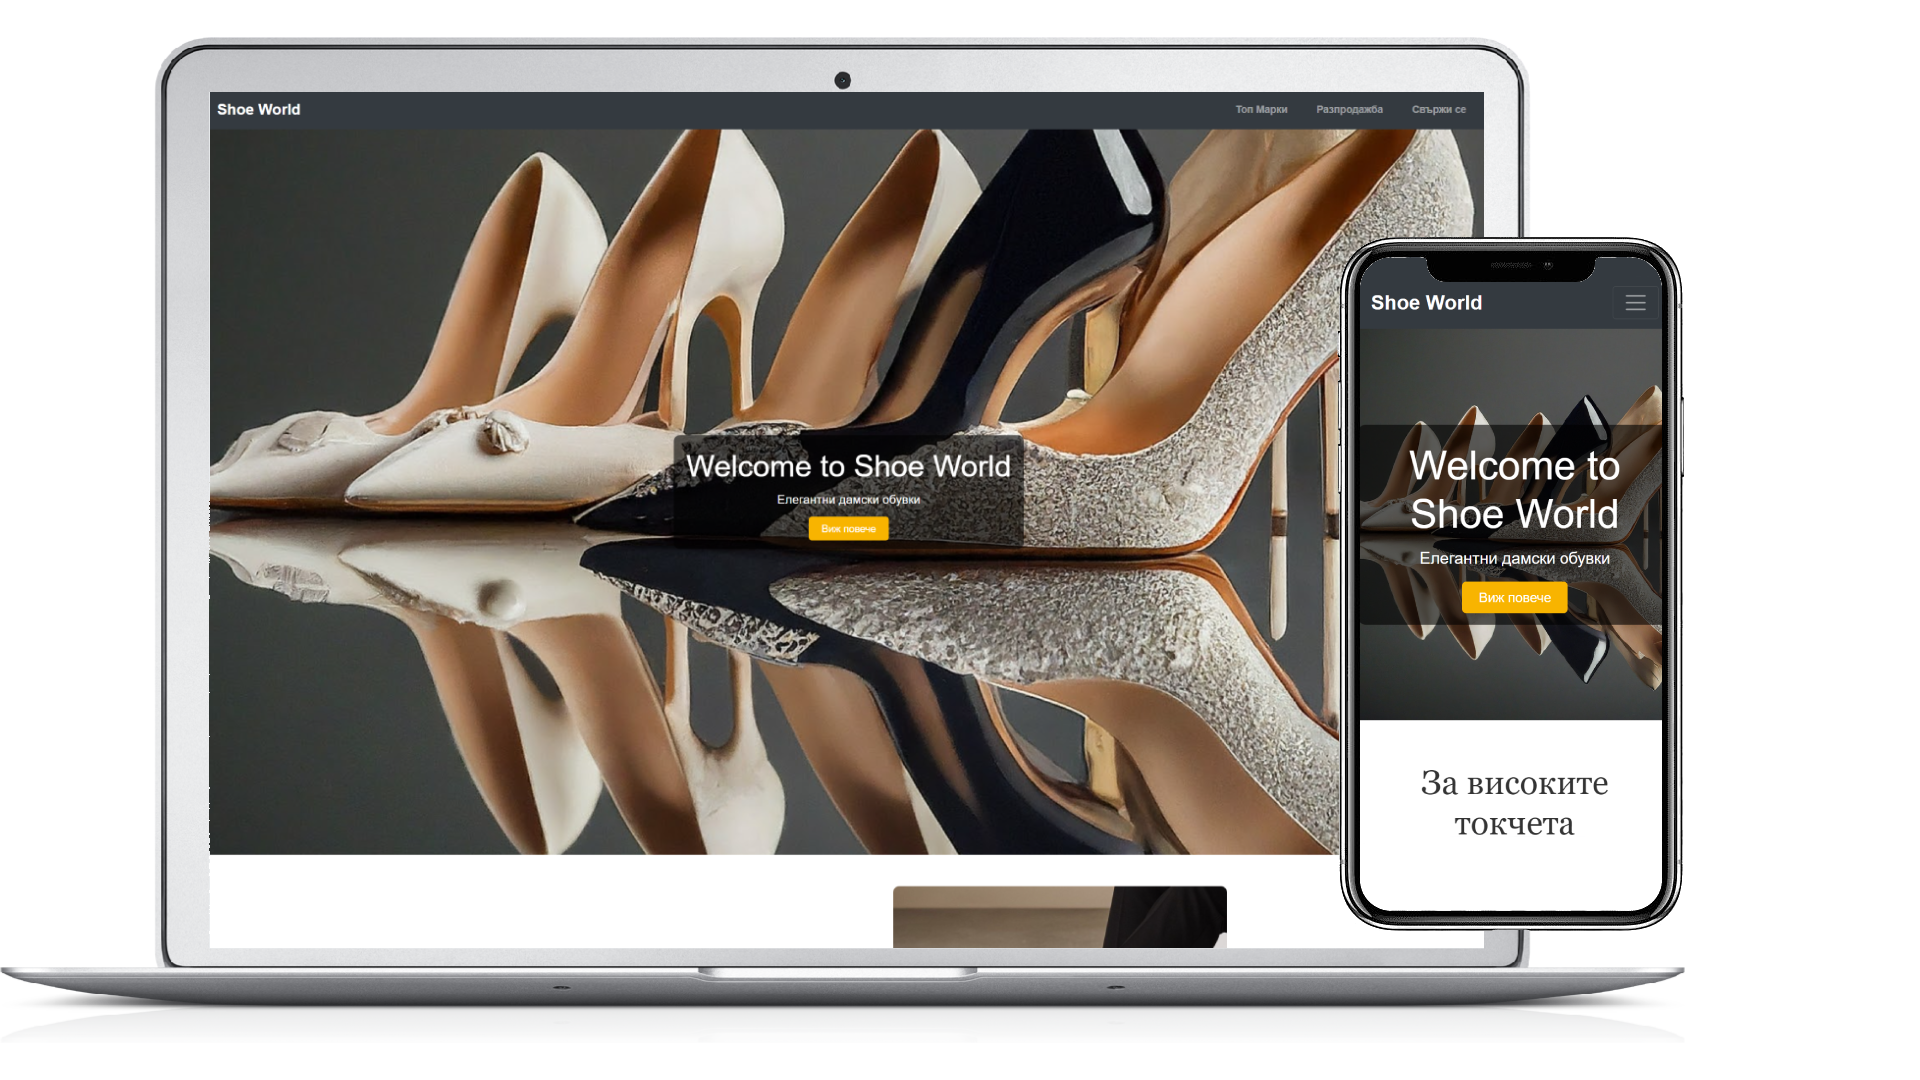 Shoe World
Топ Марки
Разпродажба
Свържи се
Welcome to Shoe World
Елегантни дамски обувки
Виж повече
Shoe World
Welcome to
Shoe World
Елегантни дамски обувки
Виж повече
За високите
токчета